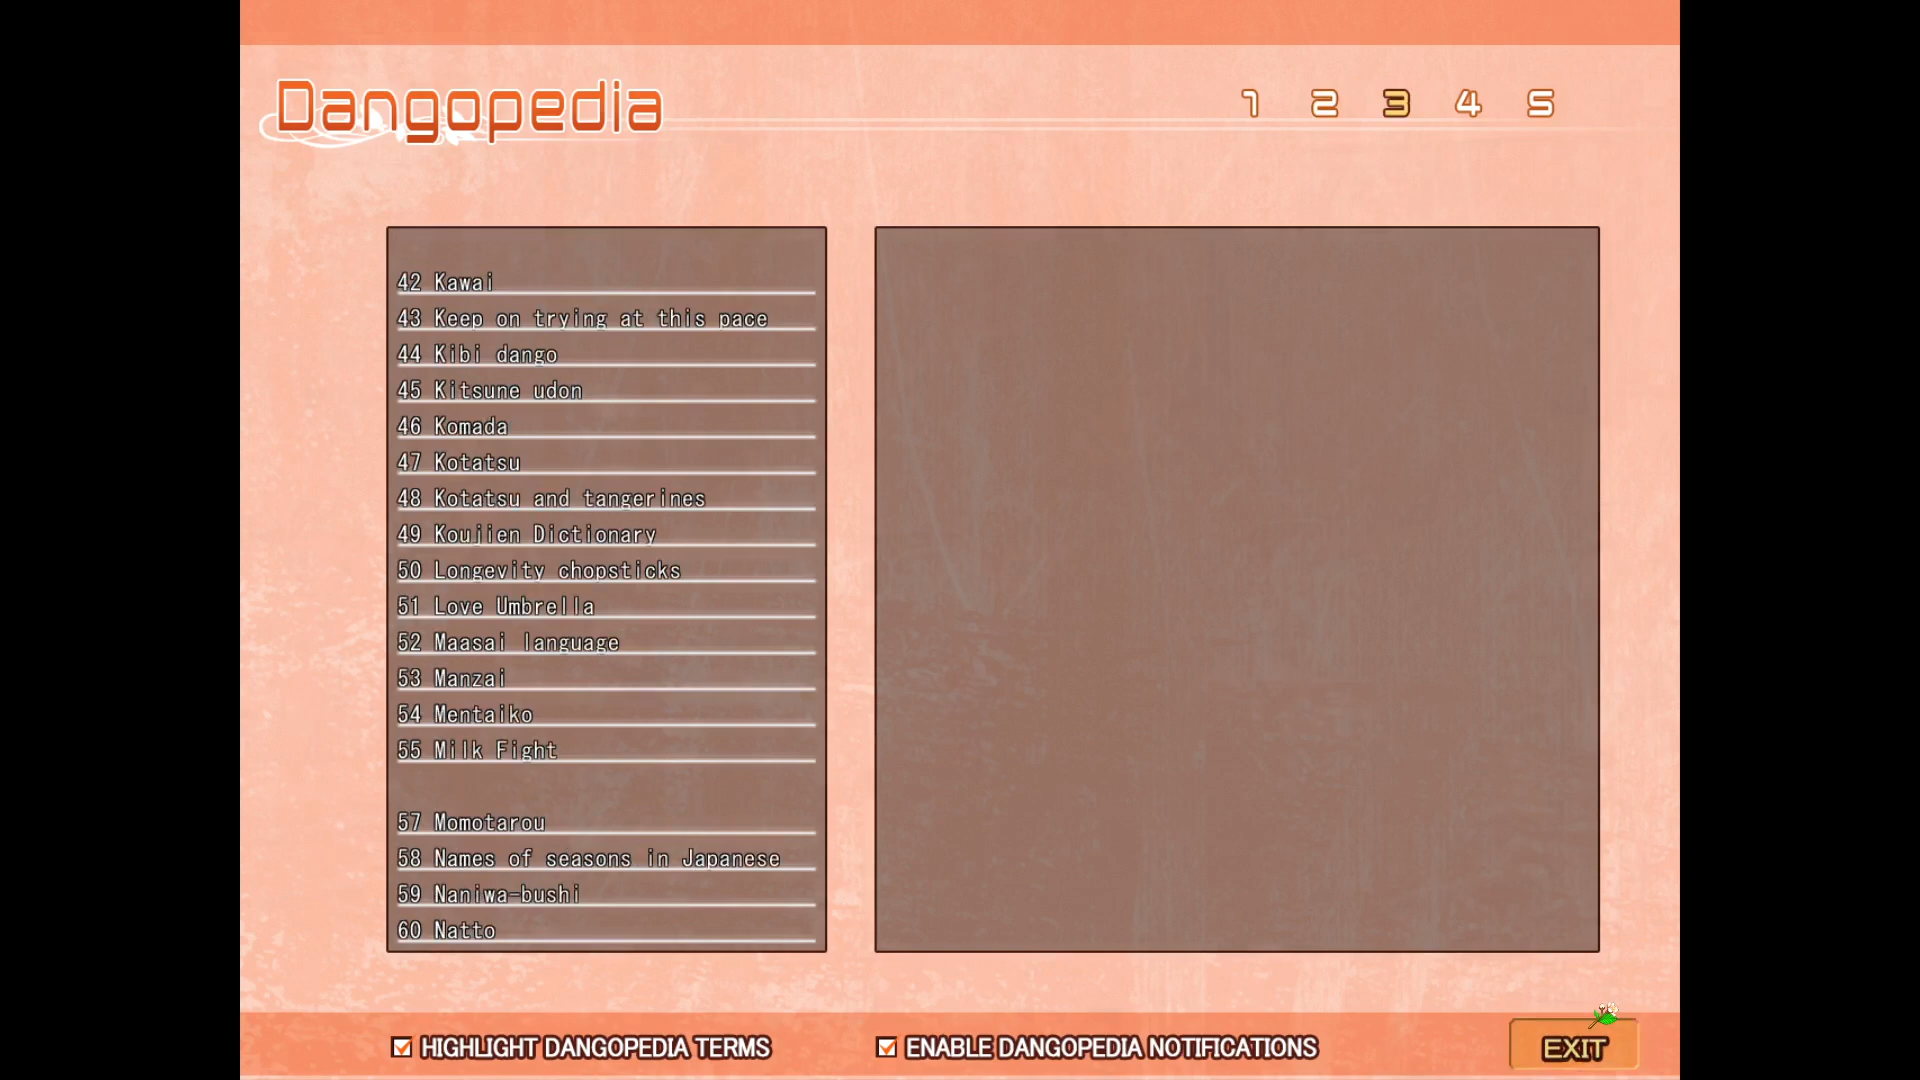 Dangopedia
1 2 3 4 5
42 Kawai
43 Keep on trying at this pace
44 Kibi dango
45 Kitsune udon
46 Komada
47 Kotatsu
48 Kotatsu and tangerines
49 Koujien Dictionary
50 Longevity chopsticks
51 Love Umbrella
52 Maasai language
53 Manzai
54 Mentaiko
55 Milk Fight
57 Momotarou
58 Names of seasons in Japanese
59 Naniwa-bushi
60 Natto
HIGHLIGHT DANGOPEDIA TERMS
ENABLE DANGOPEDIA NOTIFICATIONS
EXIT